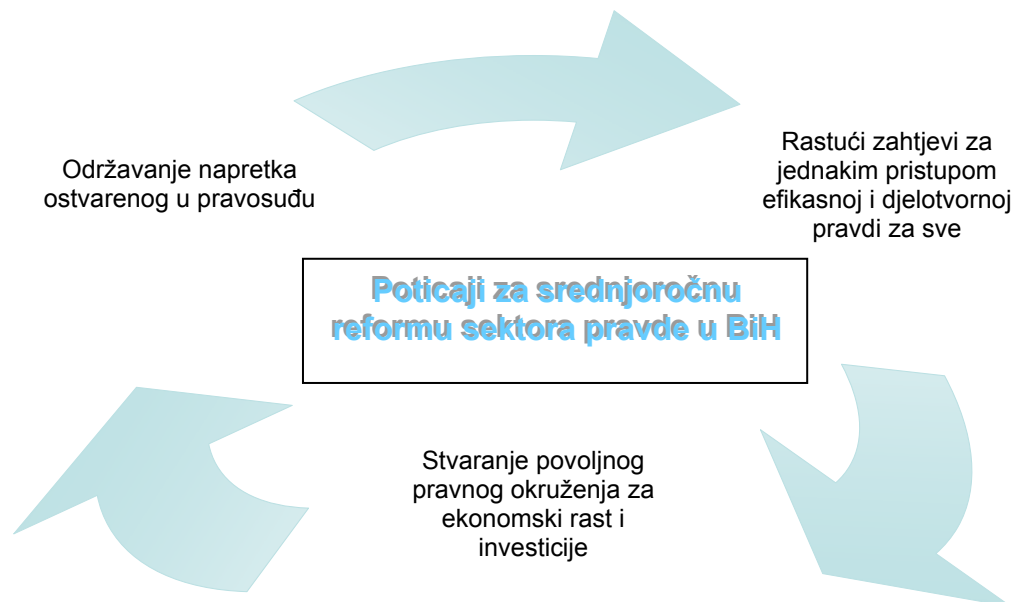 Održavanje napretka
ostvarenog u pravosuđu
Rastući zahtjevi za
jednakim pristupom
efikasnoj i djelotvornoj
pravdi za sve
Poticaji za srednjoročnu
reformu sektora pravde u BiH
Stvaranje povoljnog
pravnog okruženja za
ekonomski rast i
investicije